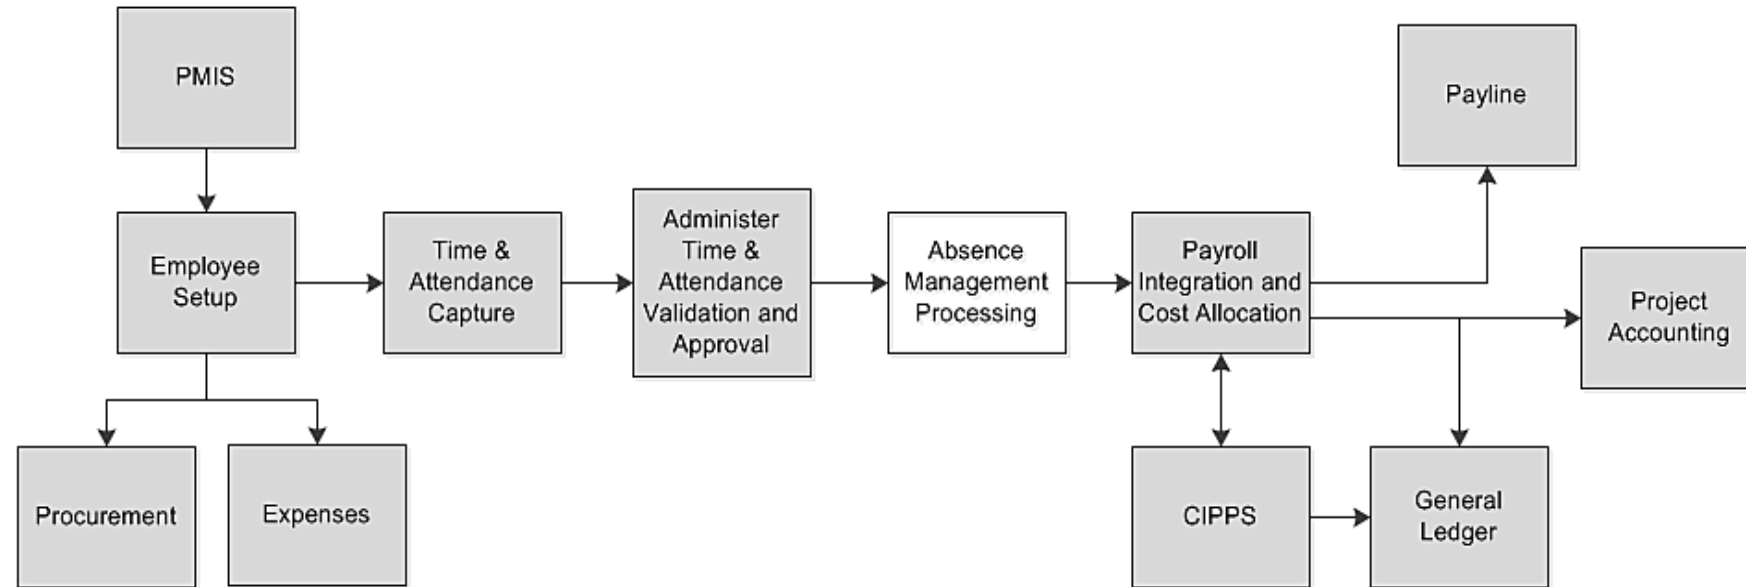 PMIS
Payline
Employee
Setup
Time &
Attendance
Capture
Administer
Time &
Attendance
Validation and
Approval
Absence
Management
Processing
Payroll
Integration and
Cost Allocation
Project
Accounting
Procurement
Expenses
CIPPS
General
Ledger